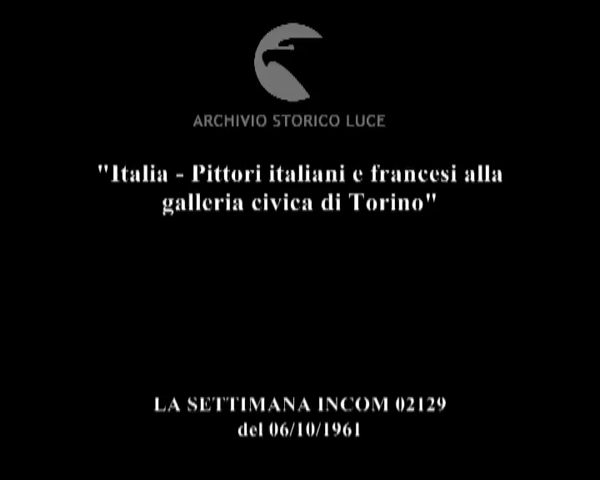 ARCHIVIO STORICO LUCE
"Italia - Pittori italiani e francesi alla
galleria civica di Torino"
LA SETTIMANA INCOM 02129
del 06/10/1961